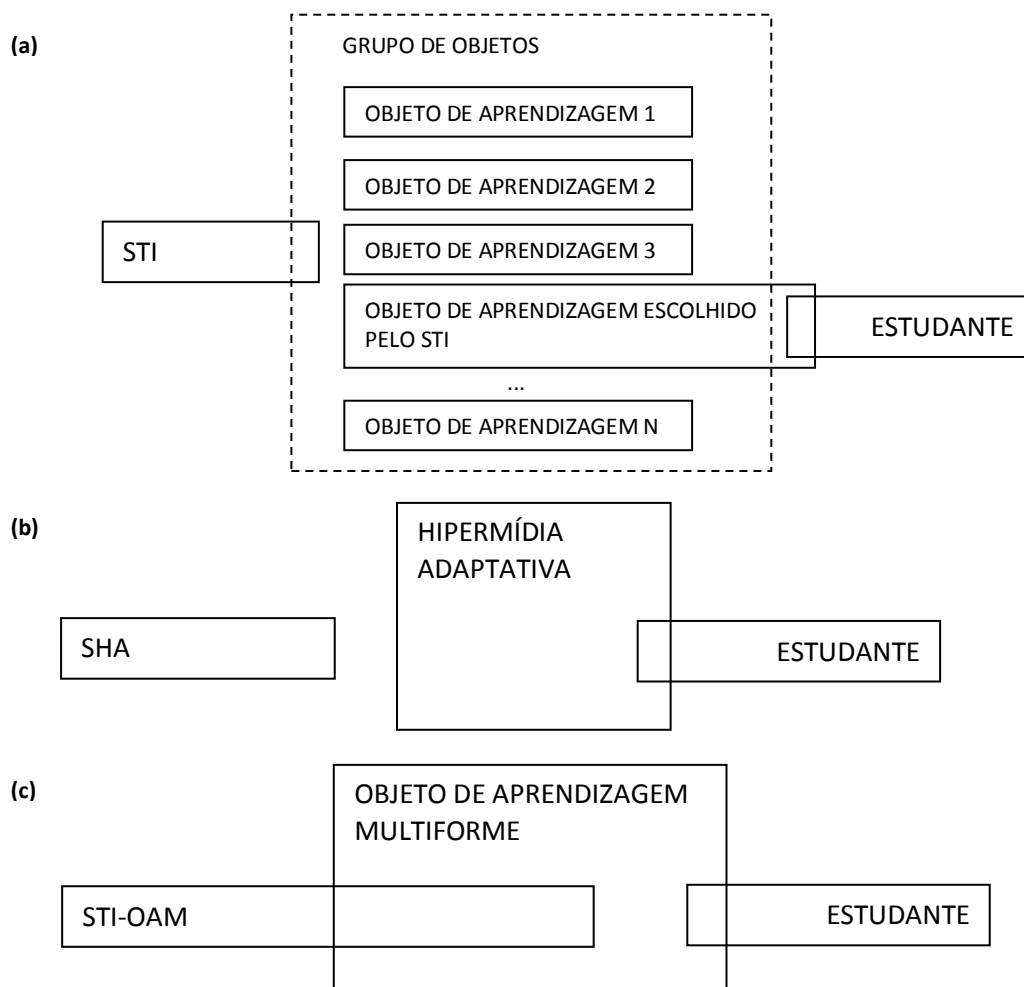 (a)
GRUPO DE OBJETOS
OBJETO DE APRENDIZAGEM 1
OBJETO DE APRENDIZAGEM 2
STI
OBJETO DE APRENDIZAGEM 3
OBJETO DE APRENDIZAGEM ESCOLHIDO
PELO STI
ESTUDANTE
...
OBJETO DE APRENDIZAGEM N
(b)
HIPERMÍDIA
ADAPTATIVA
SHA
ESTUDANTE
(c)
OBJETO DE APRENDIZAGEM
MULTIFORME
STI-OAM
ESTUDANTE